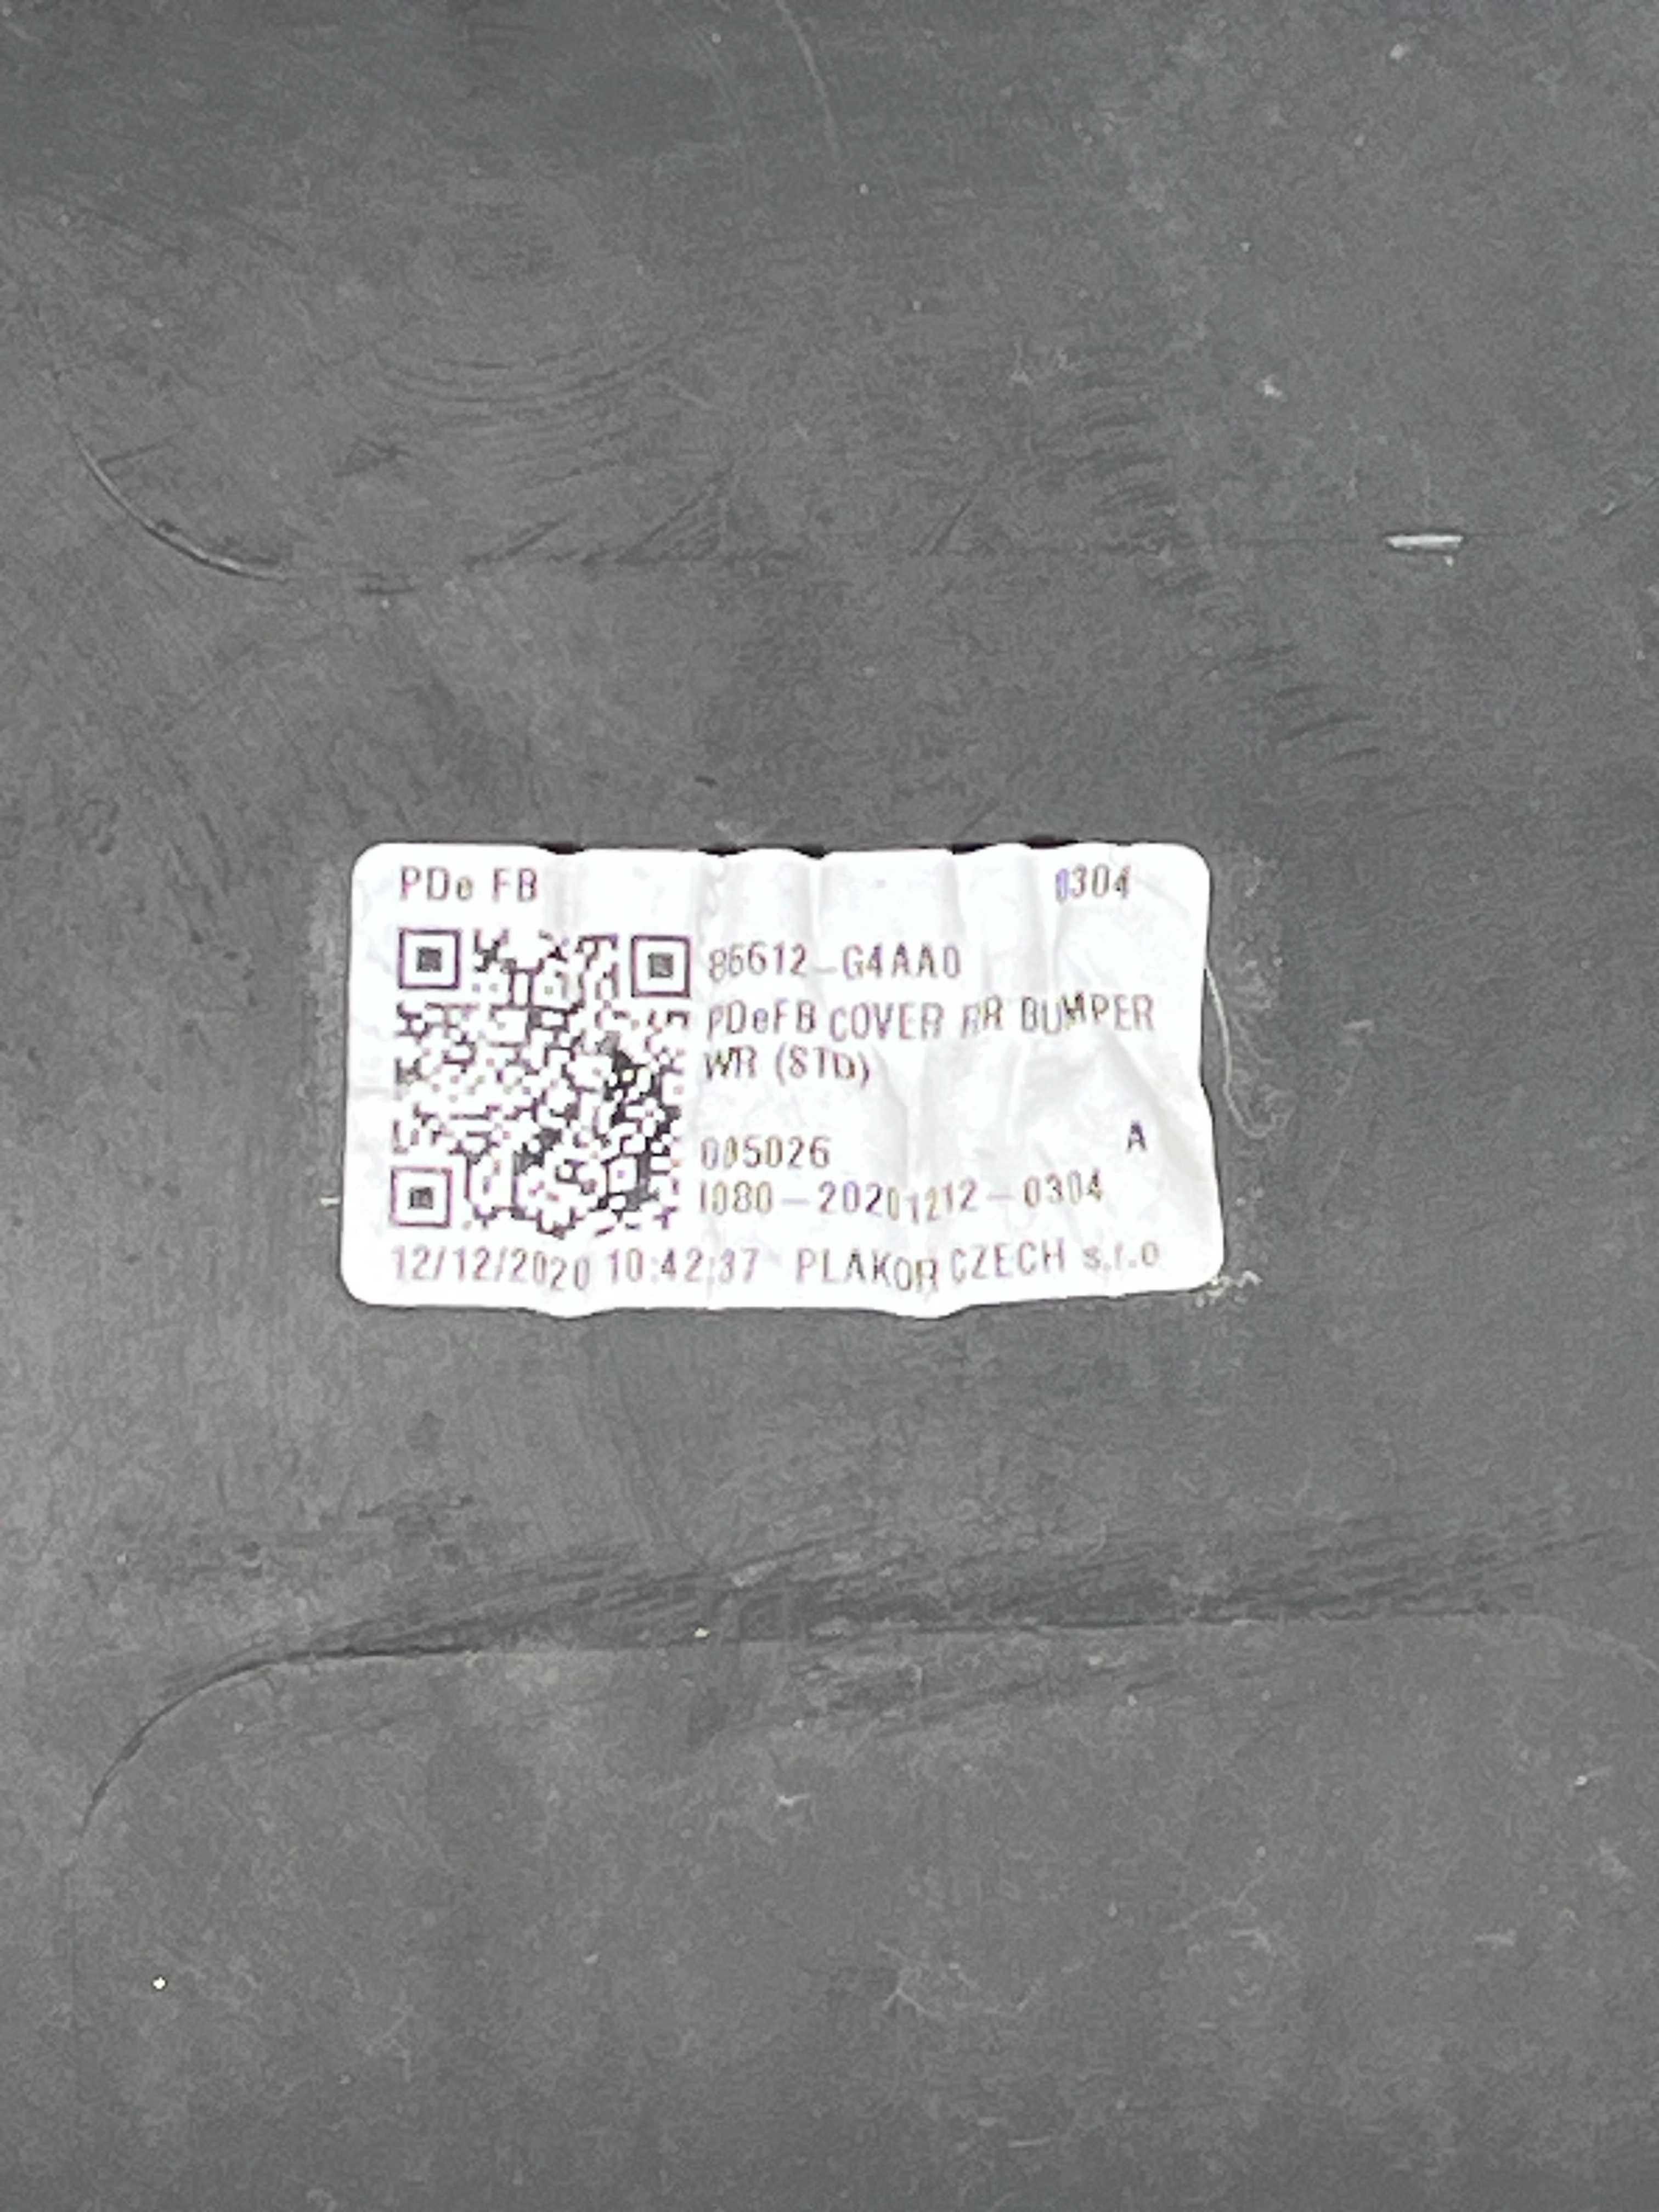 PDe FB 0304
86612-G4AA0
PDeFB COVER RR BUMPER
WR (STD)
005026 A
I080-20201212-0304
12/12/2020 10:42:37 PLAKOR CZECH s.r.o